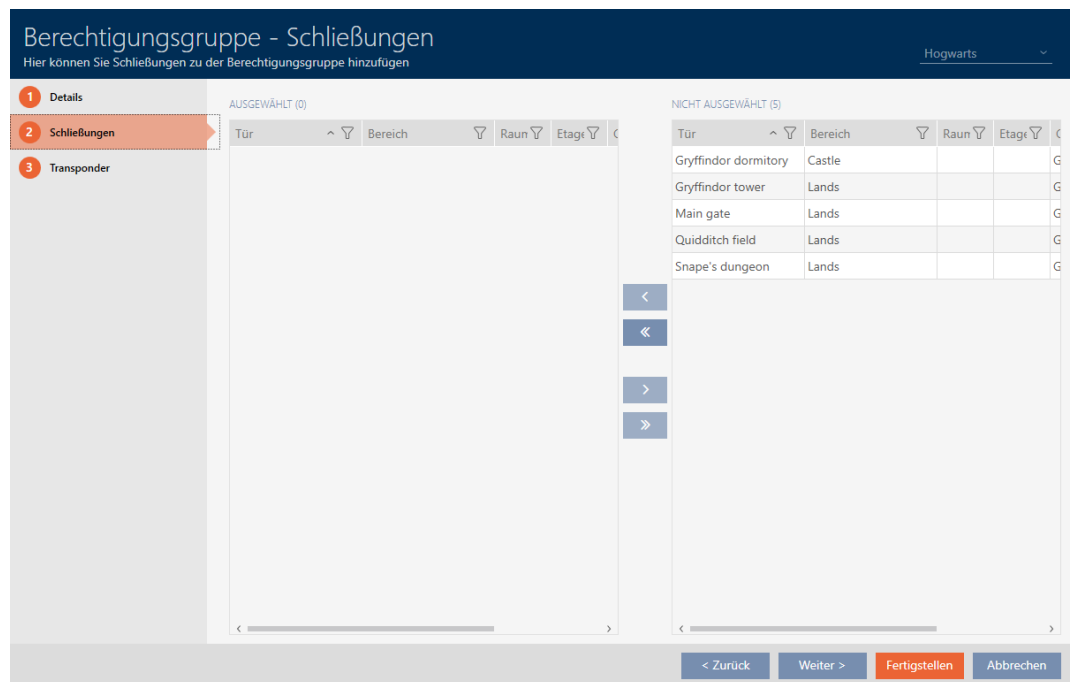 Berechtigungsgruppe - Schließungen
Hier können Sie Schließungen zu der Berechtigungsgruppe hinzufügen
Hogwarts
1 Details
2 Schließungen
3 Transponder
AUSGEWÄHLT (0)
Tür Bereich Raum Etage
NICHT AUSGEWÄHLT (5)
Tür Bereich Raum Etage
Gryffindor dormitory Castle G
Gryffindor tower Lands G
Main gate Lands G
Quidditch field Lands G
Snape's dungeon Lands G
< Zurück
Weiter >
Fertigstellen
Abbrechen